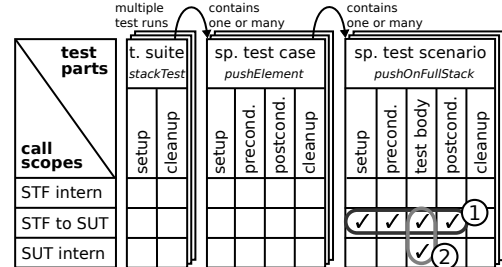 multiple
test runs
contains
one or many
contains
one or many
test
parts
call
scopes
t. suite
stackTest
setup
cleanup
sp. test case
pushElement
setup
precond.
postcond.
cleanup
sp. test scenario
pushOnFullStack
setup
precond.
test body
postcond.
cleanup
STF intern
STF to SUT
✓ ✓ ✓ ✓ 1
SUT intern
✓ 2